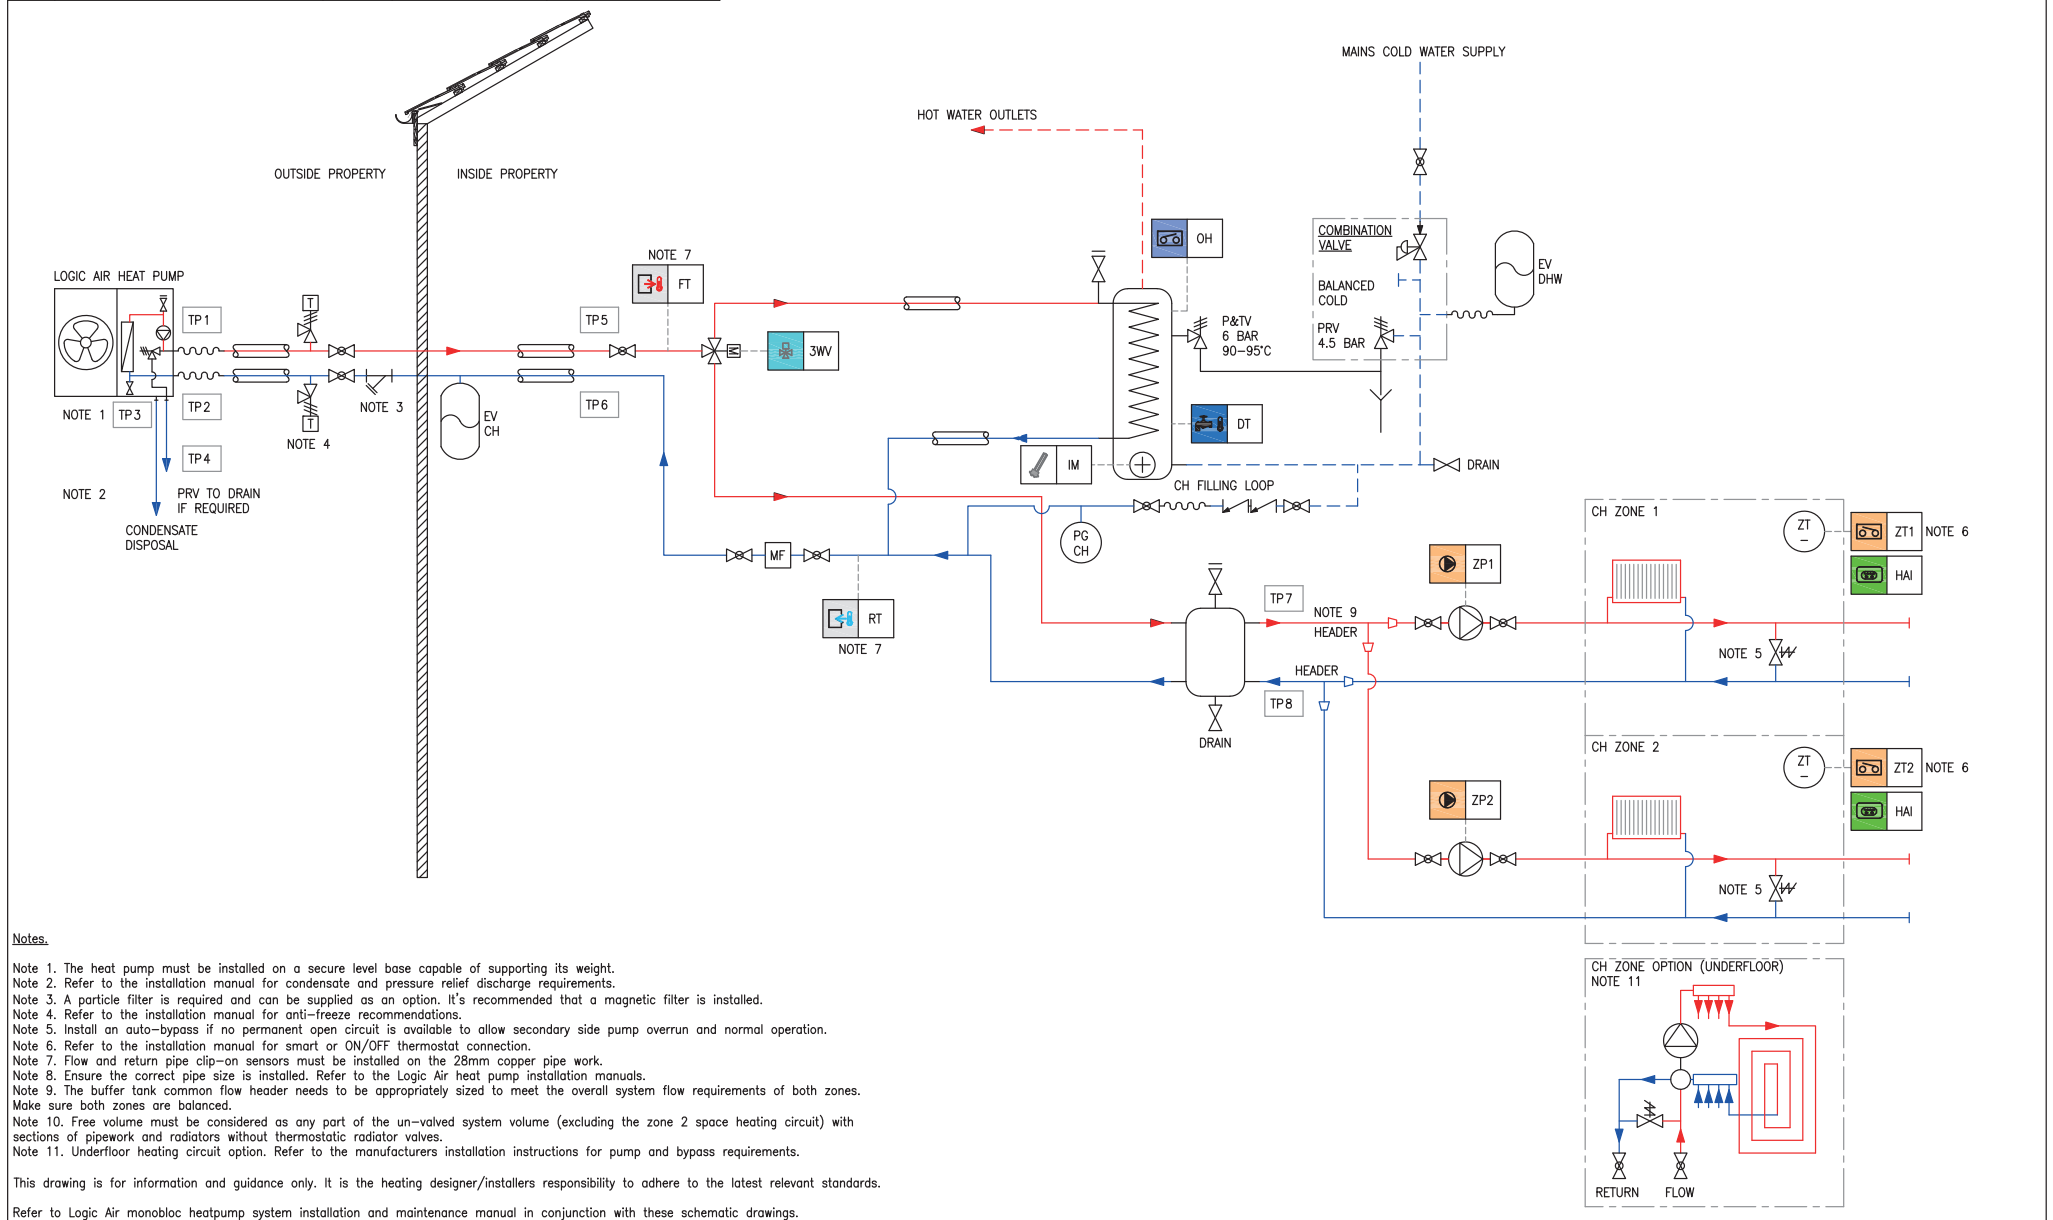 MAINS COLD WATER SUPPLY
HOT WATER OUTLETS
OUTSIDE PROPERTY
INSIDE PROPERTY
OH
COMBINATION
VALVE
NOTE 7
FT
EV
DHW
LOGIC AIR HEAT PUMP
BALANCED
COLD
TP1
T
TP5
P&TV
6 BAR
90-95°C
PRV
4.5 BAR
M
3WV
NOTE 1
TP3
TP2
NOTE 3
TP6
EV
CH
T
NOTE 4
DT
TP4
IM
DRAIN
NOTE 2
PRV TO DRAIN
IF REQUIRED
CH FILLING LOOP
CONDENSATE
DISPOSAL
PG
CH
MF
CH ZONE 1
ZT
–
ZT1
NOTE 6
ZP1
HAI
TP7
NOTE 9
HEADER
RT
NOTE 7
NOTE 5
HEADER
TP8
DRAIN
CH ZONE 2
ZT
–
ZT2
NOTE 6
ZP2
HAI
NOTE 5
CH ZONE OPTION (UNDERFLOOR)
NOTE 11
RETURN
FLOW
Notes.
Note 1. The heat pump must be installed on a secure level base capable of supporting its weight.
Note 2. Refer to the installation manual for condensate and pressure relief discharge requirements.
Note 3. A particle filter is required and can be supplied as an option. It's recommended that a magnetic filter is installed.
Note 4. Refer to the installation manual for anti-freeze recommendations.
Note 5. Install an auto-bypass if no permanent open circuit is available to allow secondary side pump overrun and normal operation.
Note 6. Refer to the installation manual for smart or ON/OFF thermostat connection.
Note 7. Flow and return pipe clip-on sensors must be installed on the 28mm copper pipe work.
Note 8. Ensure the correct pipe size is installed. Refer to the Logic Air heat pump installation manuals.
Note 9. The buffer tank common flow header needs to be appropriately sized to meet the overall system flow requirements of both zones.
Make sure both zones are balanced.
Note 10. Free volume must be considered as any part of the un-valved system volume (excluding the zone 2 space heating circuit) with
sections of pipework and radiators without thermostatic radiator valves.
Note 11. Underfloor heating circuit option. Refer to the manufacturers installation instructions for pump and bypass requirements.
This drawing is for information and guidance only. It is the heating designer/installers responsibility to adhere to the latest relevant standards.
Refer to Logic Air monobloc heatpump system installation and maintenance manual in conjunction with these schematic drawings.